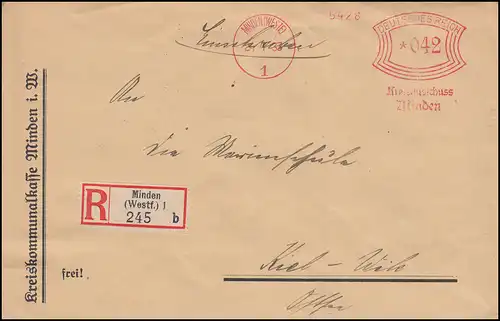 5426
MINDEN (WESTF)
1
DEUTSCHES REICH
*042
Kreisausschuss
Minden
Einschreiben
An
die Marineschule
R
Minden
(Westf.) 1
245 b
Kreiskommunalkasse Minden i. W.
frei!
Kiel - Wik
Ostsee